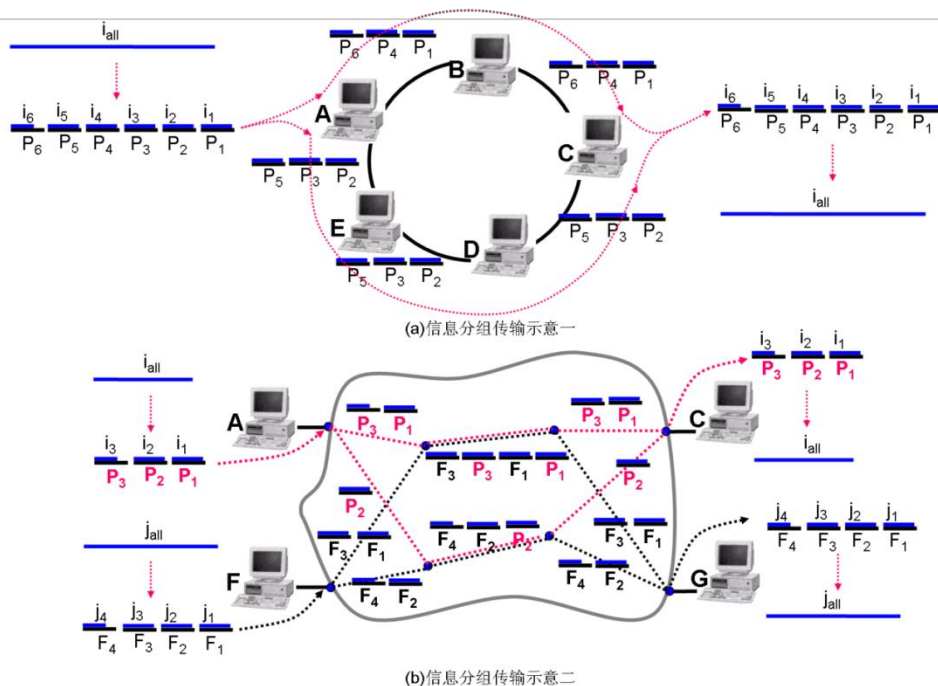 i_all
P₆ P₄ P₁
B
P₆ P₄ P₁
i₆ i₅ i₄ i₃ i₂ i₁
P₆ P₅ P₄ P₃ P₂ P₁
A
C
i₆ i₅ i₄ i₃ i₂ i₁
P₆ P₅ P₄ P₃ P₂ P₁
P₅ P₃ P₂
i_all
E
D
P₅ P₃ P₂
P₅ P₃ P₂
(a)信息分组传输示意一
i_all
i₃ i₂ i₁
P₃ P₂ P₁
A
P₃ P₁
P₃ P₁
C
i_all
i₃ i₂ i₁
P₃ P₂ P₁
F₃ P₃ F₁ P₁
P₂
P₂
j_all
F₃ F₁
F₄ F₂ P₂
F₃ F₁
j₄ j₃ j₂ j₁
F₄ F₃ F₂ F₁
F
F₄ F₂
F₄ F₂
G
j₄ j₃ j₂ j₁
F₄ F₃ F₂ F₁
j_all
(b)信息分组传输示意二